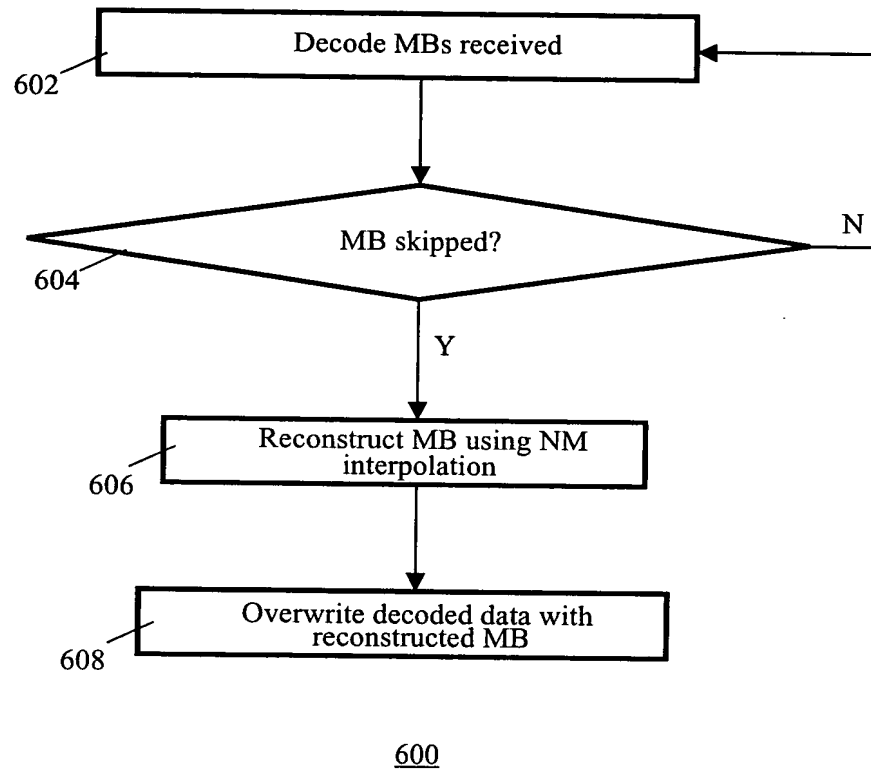 Decode MBs received
602
MB skipped?
N
604
Y
Reconstruct MB using NM
interpolation
606
Overwrite decoded data with
reconstructed MB
608
600